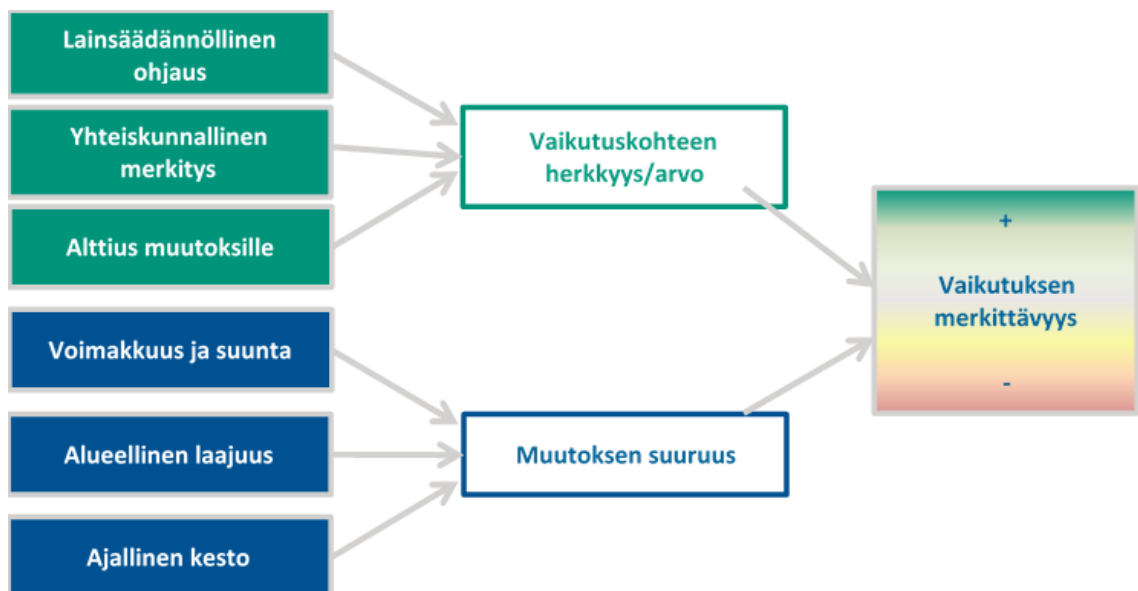 Lainsäädännöllinen
ohjaus
Yhteiskunnallinen
merkitys
Alttius muutoksille
Voimakkuus ja suunta
Alueellinen laajuus
Ajallinen kesto
Vaikutuskohteen
herkkyys/arvo
Muutoksen suuruus
+
Vaikutuksen
merkittävyys
-